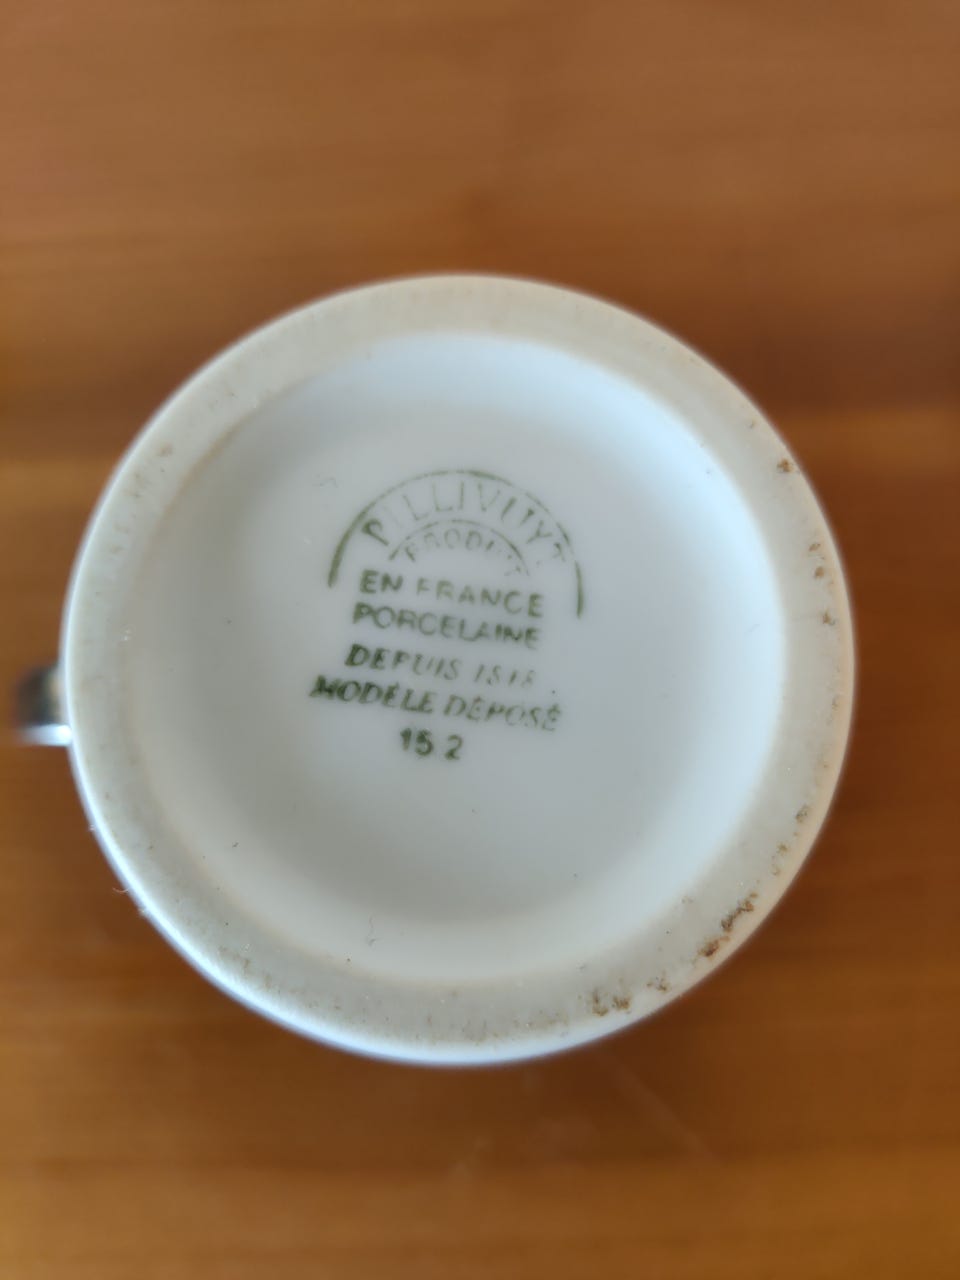 PILLIVUYT
PRODUIT
EN FRANCE
PORCELAINE
DEPUIS 1818
MODÈLE DÉPOSÉ
15 2